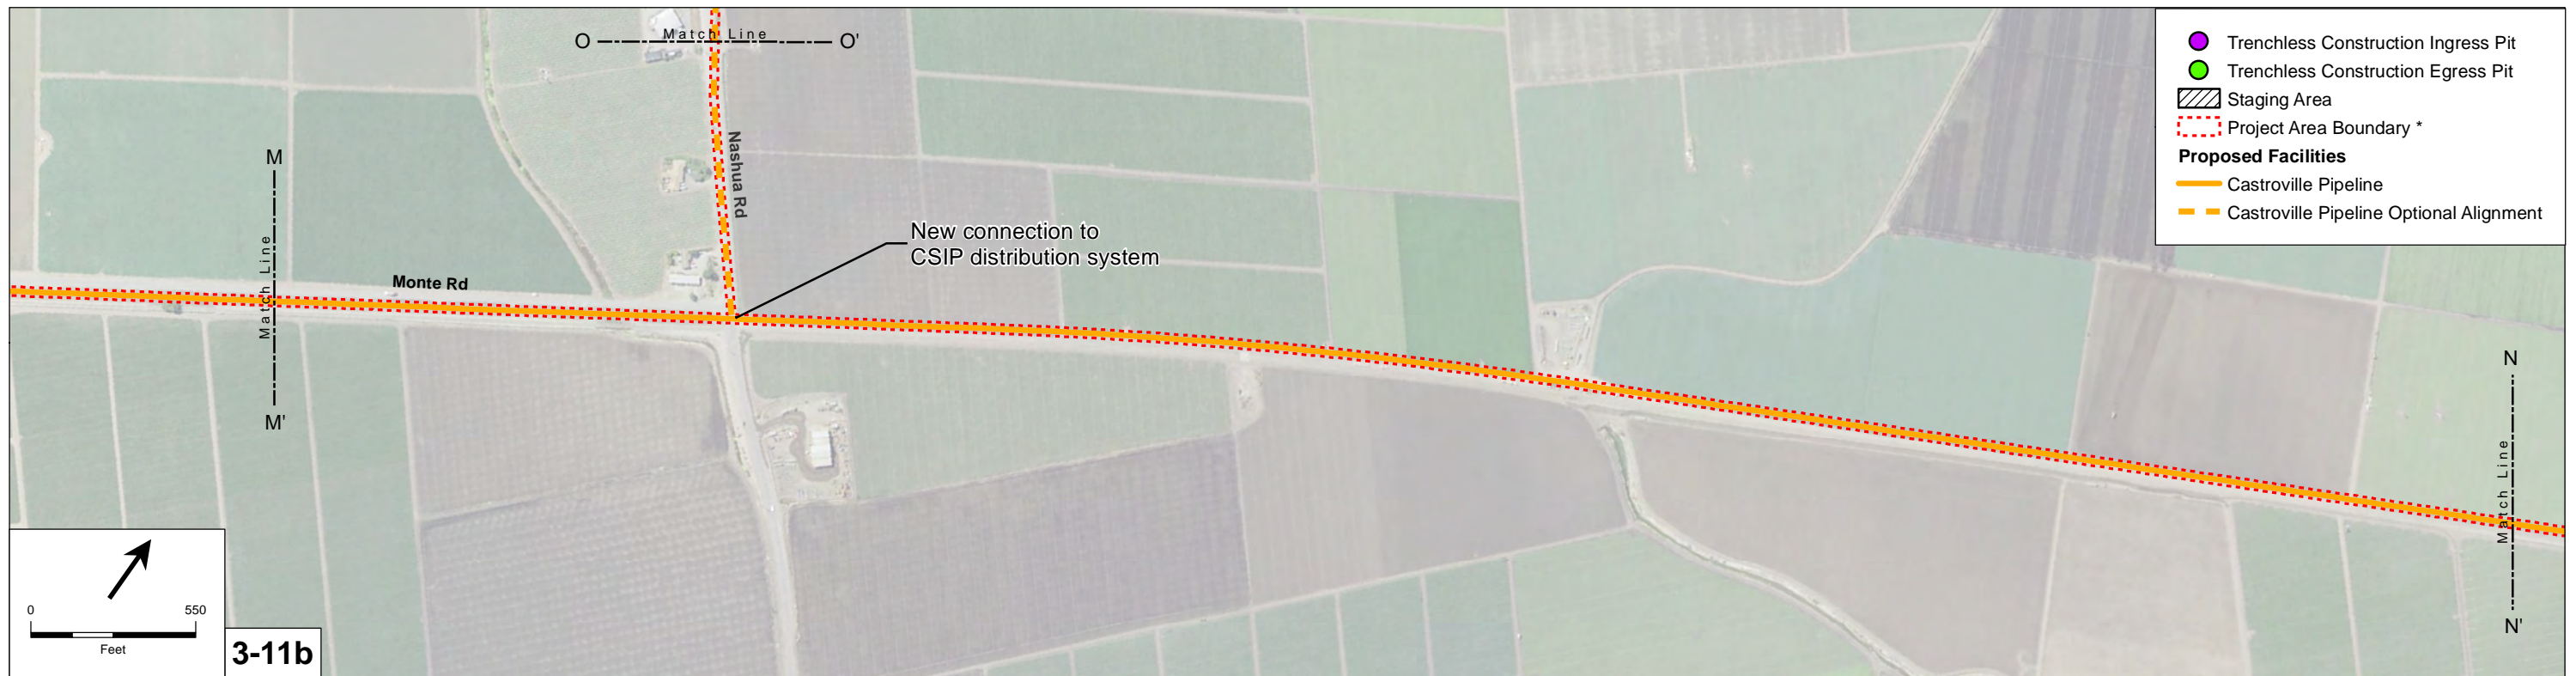 O
Match Line
O'
Trenchless Construction Ingress Pit
Trenchless Construction Egress Pit
Staging Area
Project Area Boundary *
Proposed Facilities
Castroville Pipeline
Castroville Pipeline Optional Alignment
M
Match Line
Match Line
M'
Nashua Rd
New connection to
CSIP distribution system
Monte Rd
N
Match Line
N'
0
550
Feet
3-11b